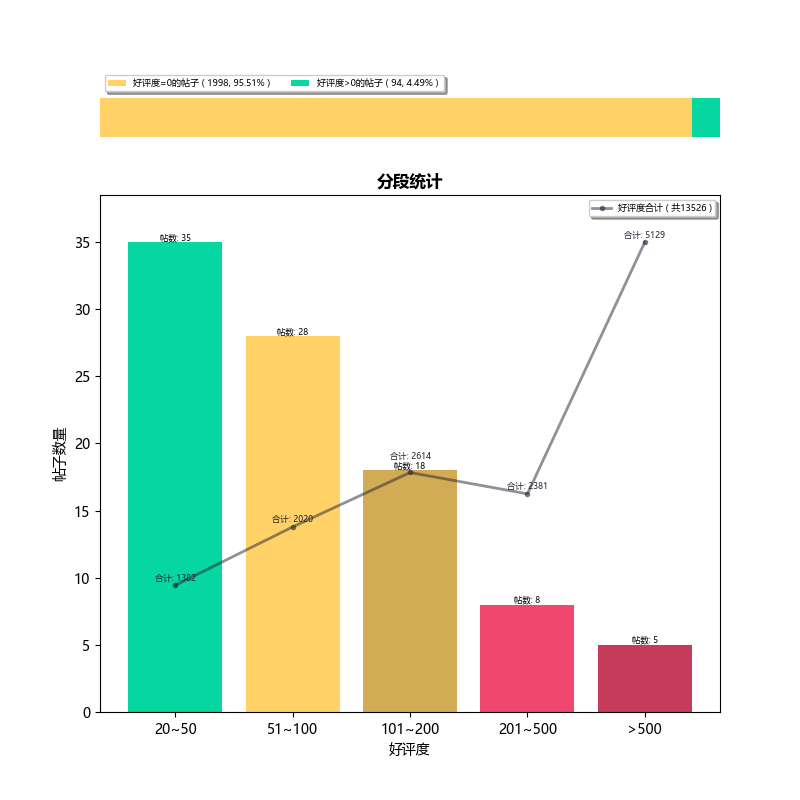 好评度=0的帖子 ( 1998, 95.51% )
好评度>0的帖子 ( 94, 4.49% )
分段统计
好评度合计 ( 共13526 )
合计: 5129
帖数: 35
35
帖数: 28
30
25
合计: 2614
帖数: 18
20
合计: 2381
合计: 2020
15
合计: 1382
帖数: 8
10
帖数: 5
5
0
帖子数量
20~50
51~100
101~200
201~500
>500
好评度